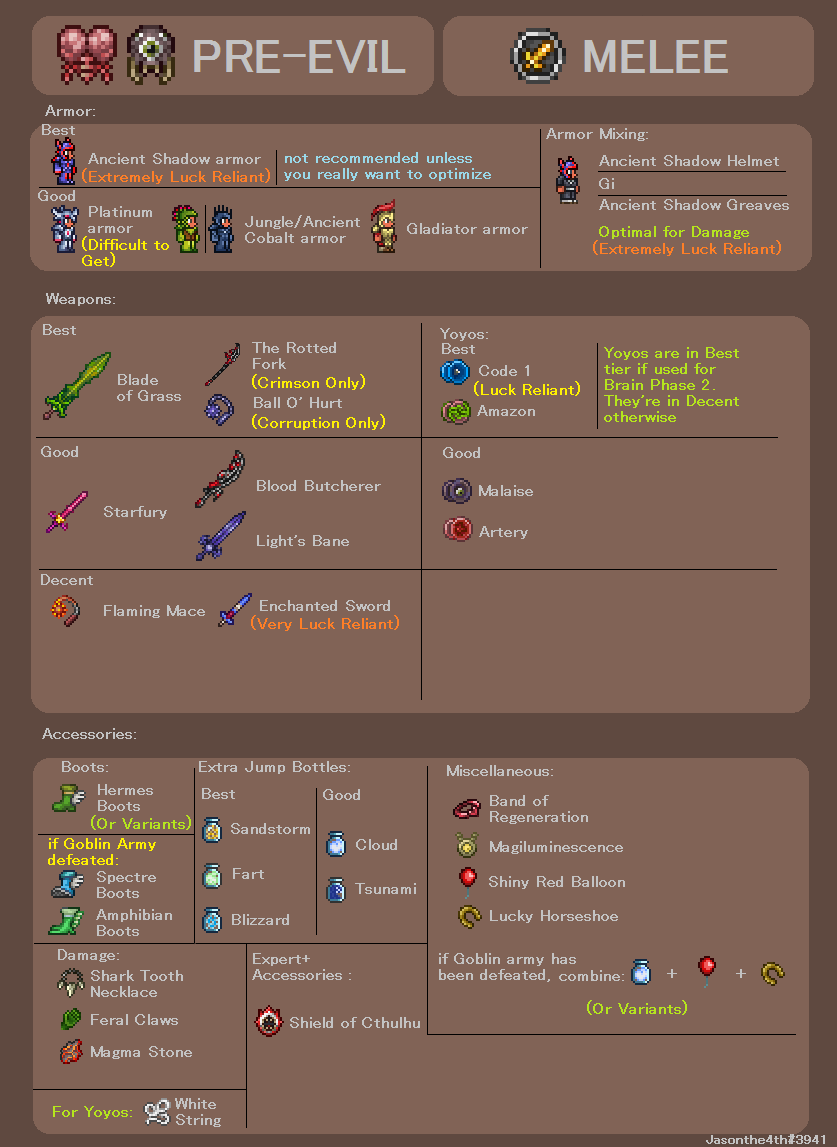 PRE-EVIL
MELEE
Armor:
Best
Ancient Shadow armor
(Extremely Luck Reliant)
not recommended unless
you really want to optimize
Good
Platinum
armor
(Difficult to
Get)
Jungle/Ancient
Cobalt armor
Gladiator armor
Armor Mixing:
Ancient Shadow Helmet
Gi
Ancient Shadow Greaves
Optimal for Damage
(Extremely Luck Reliant)
Weapons:
Best
Blade
of Grass
The Rotted
Fork
(Crimson Only)
Ball O' Hurt
(Corruption Only)
Yoyos:
Best
Code 1
(Luck Reliant)
Amazon
Yoyos are in Best
tier if used for
Brain Phase 2.
They're in Decent
otherwise
Good
Starfury
Blood Butcherer
Light's Bane
Good
Malaise
Artery
Decent
Flaming Mace
Enchanted Sword
(Very Luck Reliant)
Accessories:
Boots:
Hermes
Boots
(Or Variants)
if Goblin Army
defeated:
Spectre
Boots
Amphibian
Boots
Extra Jump Bottles:
Best
Sandstorm
Fart
Blizzard
Good
Cloud
Tsunami
Miscellaneous:
Band of
Regeneration
Magiluminescence
Shiny Red Balloon
Lucky Horseshoe
if Goblin army has
been defeated, combine: + +
(Or Variants)
Damage:
Shark Tooth
Necklace
Feral Claws
Magma Stone
Expert+
Accessories :
Shield of Cthulhu
For Yoyos:
White
String
Jasonthe4th#3941